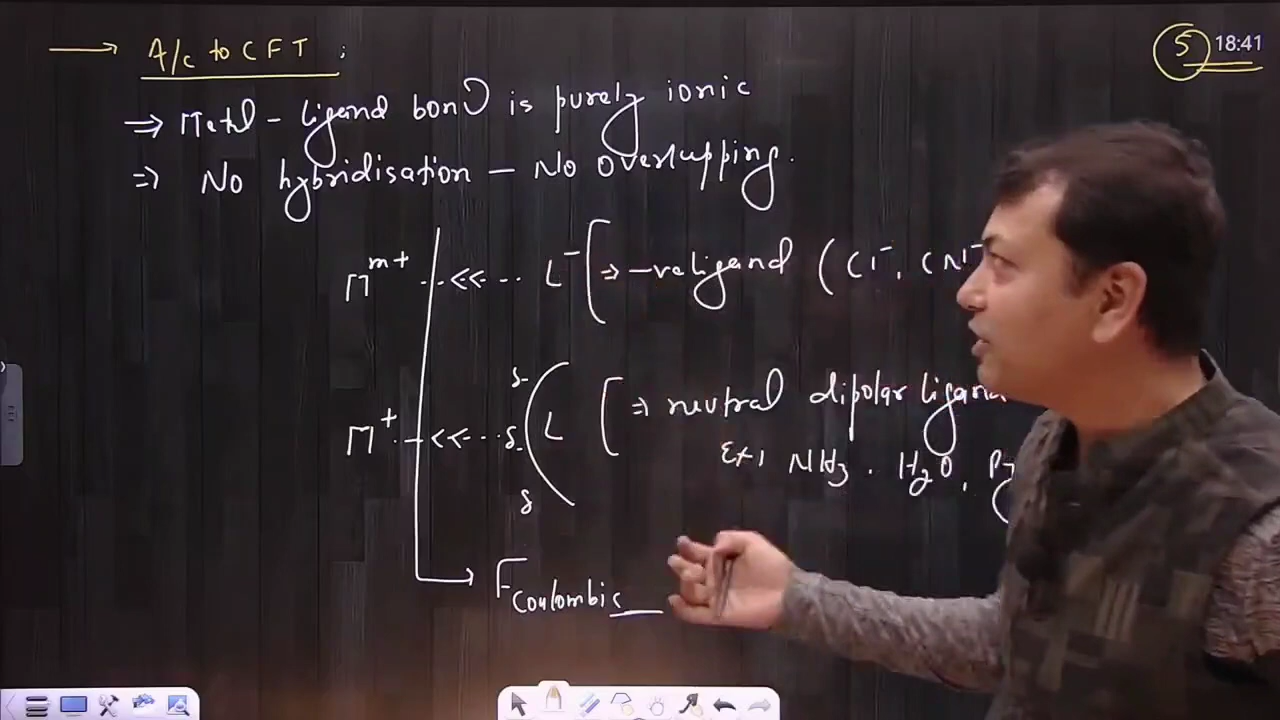 → A/c to CFT :
5 18:41
⇒ Metal - ligand bond is purely ionic
⇒ No hybridisation - No overlapping.
M^m+ <<... L^- [⇒ -ve ligand (Cl^-, CN^-
δ-
M^+ ..<<... δ- L [⇒ neutral dipolar ligand
δ
Ex, NH3 . H2O, Py
→ F Coulombic